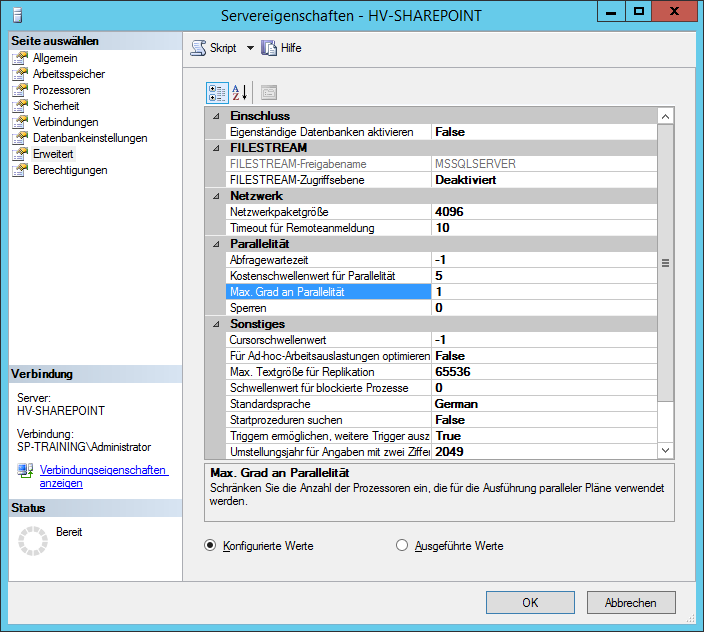 Servereigenschaften - HV-SHAREPOINT
Seite auswählen
Allgemein
Arbeitsspeicher
Prozessoren
Sicherheit
Verbindungen
Datenbankeinstellungen
Erweitert
Berechtigungen
Verbindung
Server:
HV-SHAREPOINT
Verbindung:
SP-TRAINING\Administrator
Verbindungseigenschaften
anzeigen
Status
Bereit
Skript Hilfe
Einschluss
Eigenständige Datenbanken aktivieren False
FILESTREAM
FILESTREAM-Freigabename MSSQLSERVER
FILESTREAM-Zugriffsebene Deaktiviert
Netzwerk
Netzwerkpaketgröße 4096
Timeout für Remoteanmeldung 10
Parallelität
Abfragewartezeit -1
Kostenschwellenwert für Parallelität 5
Max. Grad an Parallelität 1
Sperren 0
Sonstiges
Cursorschwellenwert -1
Für Ad-hoc-Arbeitsauslastungen optimieren False
Max. Textgröße für Replikation 65536
Schwellenwert für blockierte Prozesse 0
Standardsprache German
Startprozeduren suchen False
Triggern ermöglichen, weitere Trigger ausz True
Umstellungsjahr für Angaben mit zwei Ziffer 2049
Max. Grad an Parallelität
Schränken Sie die Anzahl der Prozessoren ein, die für die Ausführung paralleler Pläne verwendet
werden.
Konfigurierte Werte Ausgeführte Werte
OK Abbrechen